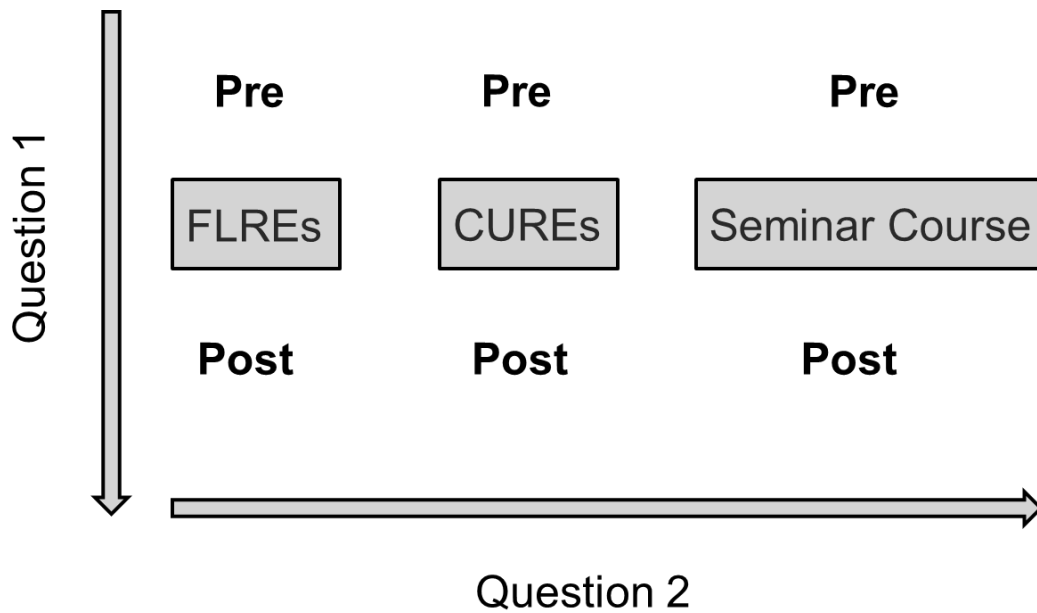 Question 1
Pre Pre Pre
FLREs CUREs Seminar Course
Post Post Post
Question 2